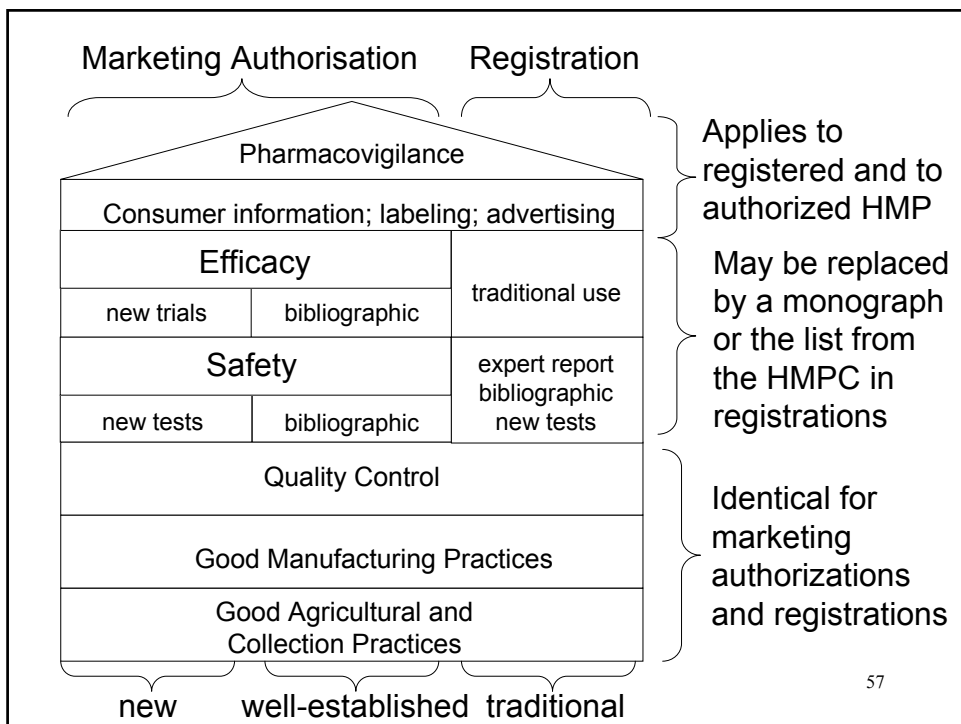 Marketing Authorisation
Registration
Pharmacovigilance
Consumer information; labeling; advertising
Applies to
registered and to
authorized HMP
Efficacy
new trials
bibliographic
traditional use
Safety
new tests
bibliographic
expert report
bibliographic
new tests
May be replaced
by a monograph
or the list from
the HMPC in
registrations
Quality Control
Good Manufacturing Practices
Good Agricultural and
Collection Practices
Identical for
marketing
authorizations
and registrations
new
well-established
traditional
57